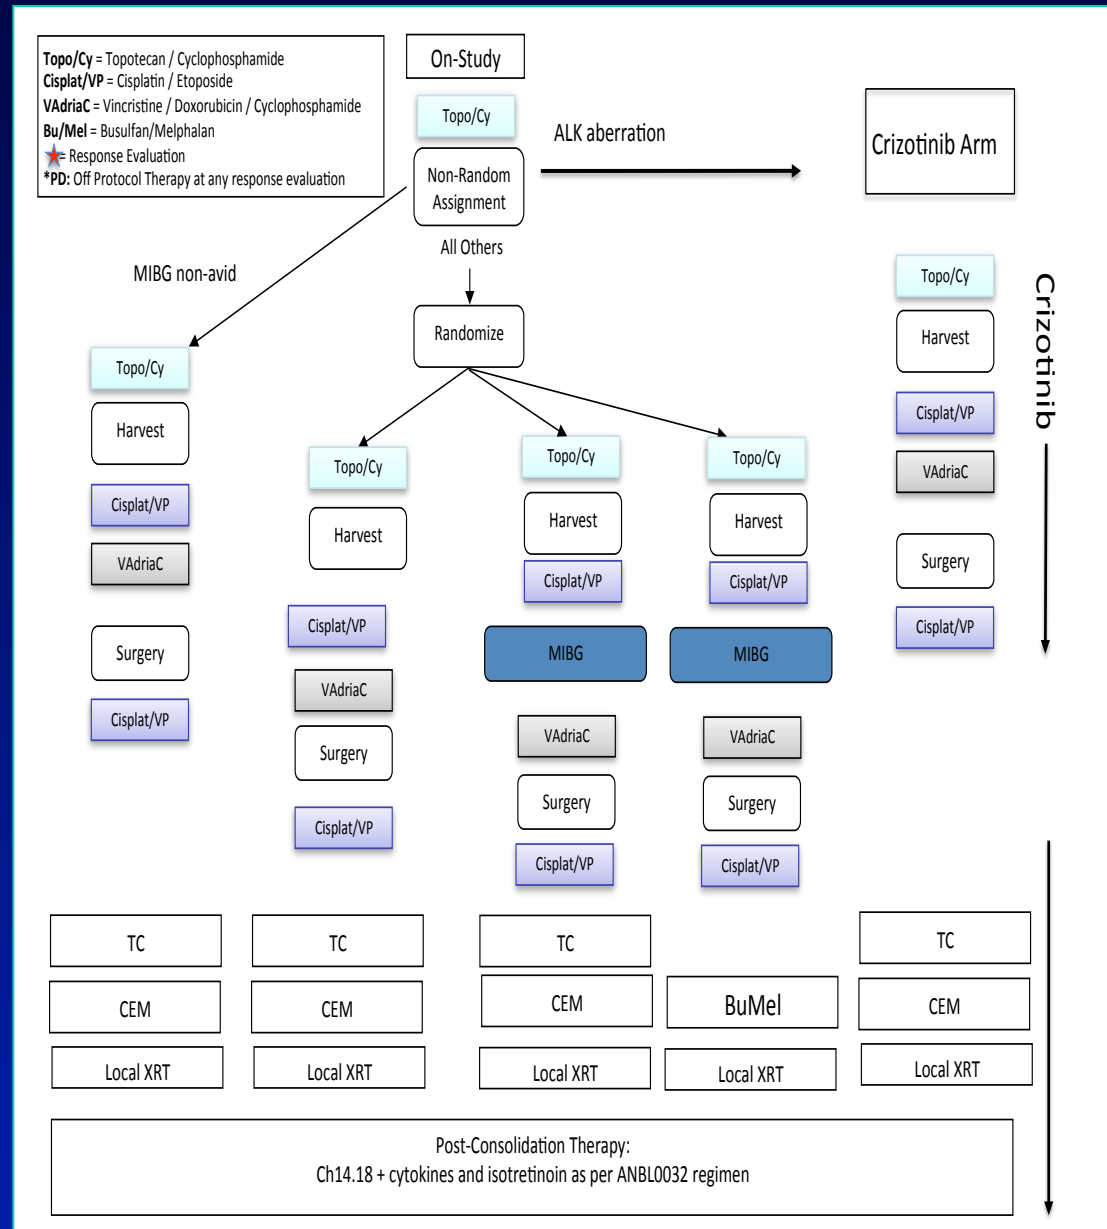 Topo/Cy = Topotecan / Cyclophosphamide
Cisplat/VP = Cisplatin / Etoposide
VAdriaC = Vincristine / Doxorubicin / Cyclophosphamide
Bu/Mel = Busulfan/Melphalan
= Response Evaluation
*PD: Off Protocol Therapy at any response evaluation
On-Study
Topo/Cy
Non-Random
Assignment
ALK aberration
Crizotinib Arm
MIBG non-avid
All Others
Randomize
Topo/Cy
Harvest
Cisplat/VP
VAdriaC
Surgery
Cisplat/VP
Topo/Cy
Harvest
Cisplat/VP
VAdriaC
Surgery
Cisplat/VP
Topo/Cy
Harvest
Cisplat/VP
MIBG
VAdriaC
Surgery
Cisplat/VP
Topo/Cy
Harvest
Cisplat/VP
MIBG
VAdriaC
Surgery
Cisplat/VP
Topo/Cy
Harvest
Cisplat/VP
VAdriaC
Surgery
Cisplat/VP
Crizotinib
TC
CEM
Local XRT
TC
CEM
Local XRT
TC
CEM
Local XRT
BuMel
Local XRT
TC
CEM
Local XRT
Post-Consolidation Therapy:
Ch14.18 + cytokines and isotretinoin as per ANBL0032 regimen